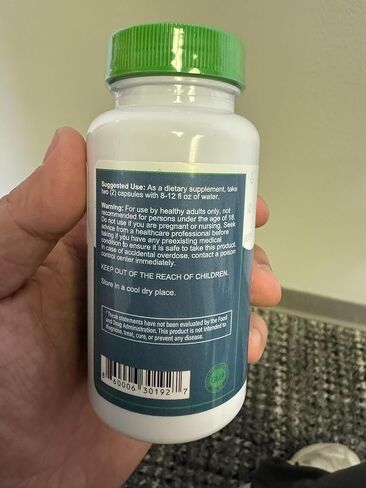 Suggested Use: As a dietary supplement, take
two (2) capsules with 8-12 fl oz of water.
Warning: For use by healthy adults only, not
recommended for persons under the age of 18.
Do not use if you are pregnant or nursing. Seek
advice from a healthcare professional before
taking if you have any preexisting medical
condition to ensure it is safe to take this product.
In case of accidental overdose, contact a poison
control center immediately.
KEEP OUT OF THE REACH OF CHILDREN.
Store in a cool dry place.
*These statements have not been evaluated by the Food
and Drug Administration. This product is not intended to
diagnose, treat, cure, or prevent any disease.
8 60006 30192 7